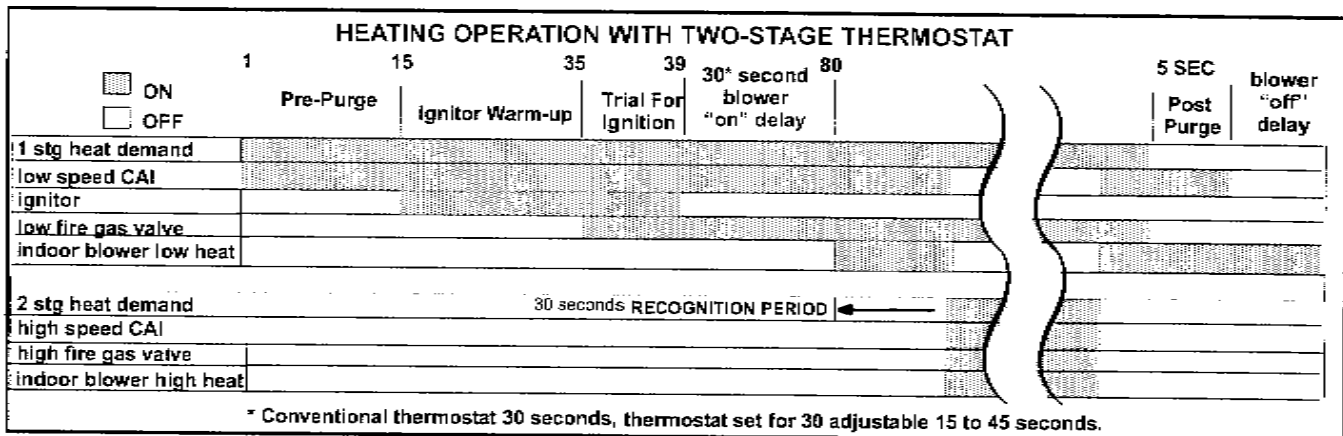 HEATING OPERATION WITH TWO-STAGE THERMOSTAT
1 15 35 39 80 5 SEC
ON
OFF
Pre-Purge
ignitor Warm-up
Trial For
Ignition
30* second
blower
"on" delay
Post
Purge
blower
"off"
delay
1 stg heat demand
low speed CAI
ignitor
low fire gas valve
indoor blower low heat
2 stg heat demand
30 seconds RECOGNITION PERIOD
high speed CAI
high fire gas valve
indoor blower high heat
* Conventional thermostat 30 seconds, thermostat set for 30 adjustable 15 to 45 seconds.